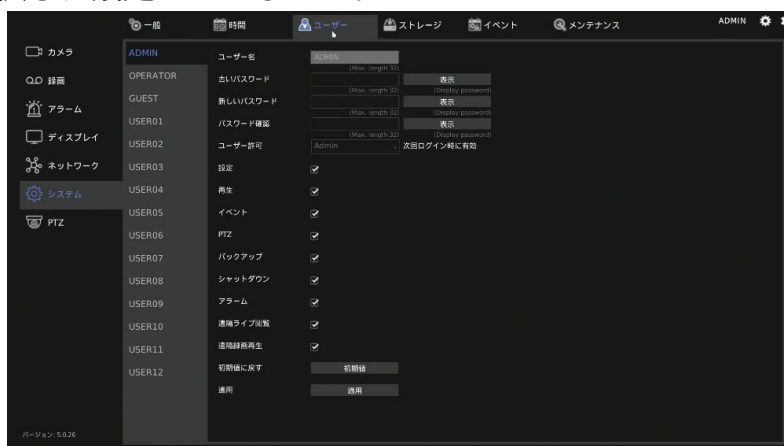 一般 時間 ユーザー ストレージ イベント メンテナンス ADMIN
カメラ
録画
アラーム
ディスプレイ
ネットワーク
システム
PTZ
ADMIN
OPERATOR
GUEST
USER01
USER02
USER03
USER04
USER05
USER06
USER07
USER08
USER09
USER10
USER11
USER12
ユーザー名 ADMIN
(Max. length 32)
古いパスワード 表示
(Max. length 32) (Display password)
新しいパスワード 表示
(Max. length 32) (Display password)
パスワード確認 表示
(Max. length 32) (Display password)
ユーザー許可 Admin 次回ログイン時に有効
設定
再生
イベント
PTZ
バックアップ
シャットダウン
アラーム
遠隔ライブ閲覧
遠隔録画再生
初期値に戻す 初期値
適用 適用
バージョン: 5.0.26